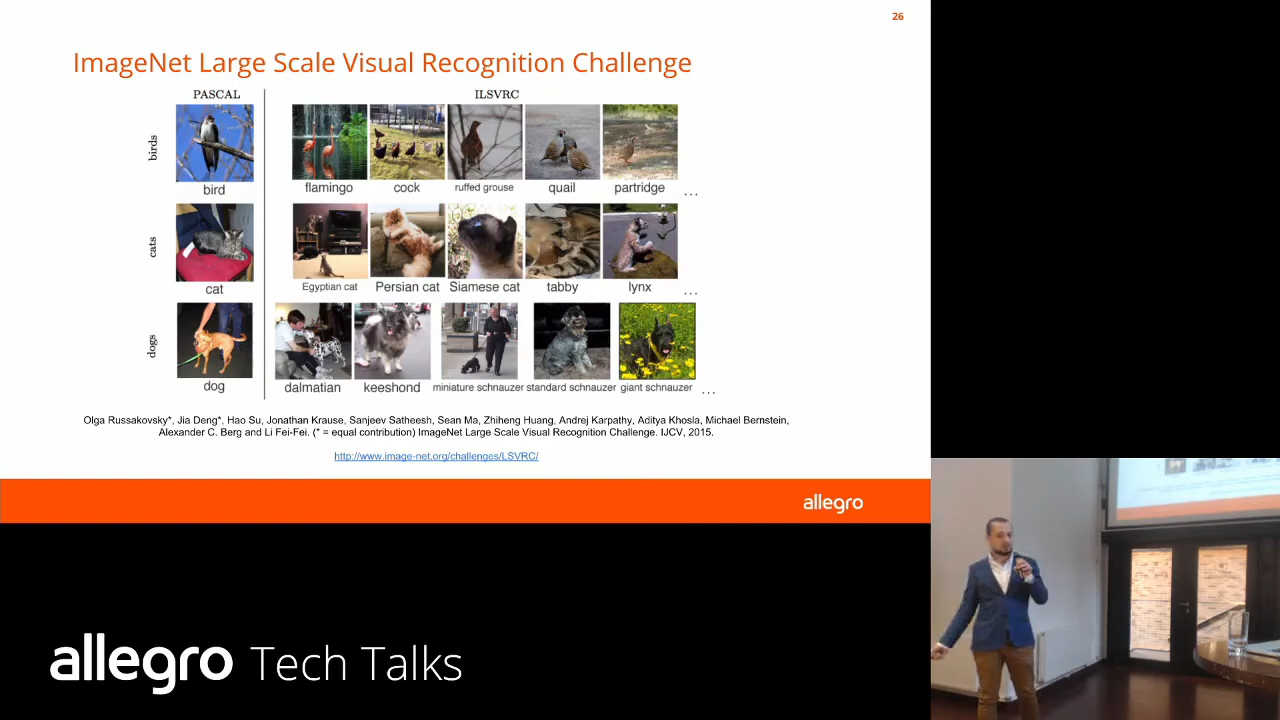 26
ImageNet Large Scale Visual Recognition Challenge
PASCAL
ILSVRC
birds
bird
flamingo
cock
ruffed grouse
quail
partridge
...
cats
cat
Egyptian cat
Persian cat
Siamese cat
tabby
lynx
...
dogs
dog
dalmatian
keeshond
miniature schnauzer
standard schnauzer
giant schnauzer
...
Olga Russakovsky*, Jia Deng*, Hao Su, Jonathan Krause, Sanjeev Satheesh, Sean Ma, Zhiheng Huang, Andrej Karpathy, Aditya Khosla, Michael Bernstein,
Alexander C. Berg and Li Fei-Fei. (* = equal contribution) ImageNet Large Scale Visual Recognition Challenge. IJCV, 2015.
http://www.image-net.org/challenges/LSVRC/
allegro
allegro Tech Talks